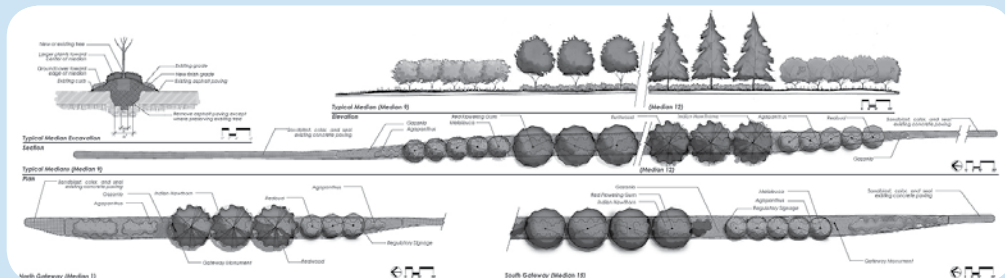 New or existing tree
Larger plants toward
center of median
Groundcover toward
edge of median
Existing curb
Existing grade
New finish grade
Existing asphalt paving
Remove asphalt paving except
where preserving existing tree
Typical Median Excavation
Section
Typical Median (Median 9)
Elevation
(Median 12)
Sandblast, color, and seal
existing concrete paving
Gazania
Agapanthus
Red Flowering Gum
Melaleuca
Redwood
Indian Hawthorn
Agapanthus
Redbud
Gazania
Sandblast, color, and seal
existing concrete paving
Typical Medians (Median 9)
Plan
(Median 12)
Sandblast, color, and seal
existing concrete paving
Gazania
Agapanthus
Indian Hawthorn
Redbud
Agapanthus
Regulatory Signage
Redwood
Gateway Monument
North Gateway (Median 1)
Gazania
Red Flowering Gum
Indian Hawthorn
Melaleuca
Agapanthus
Regulatory Signage
Sandblast, color, and seal
existing concrete paving
Gateway Monument
South Gateway (Median 15)